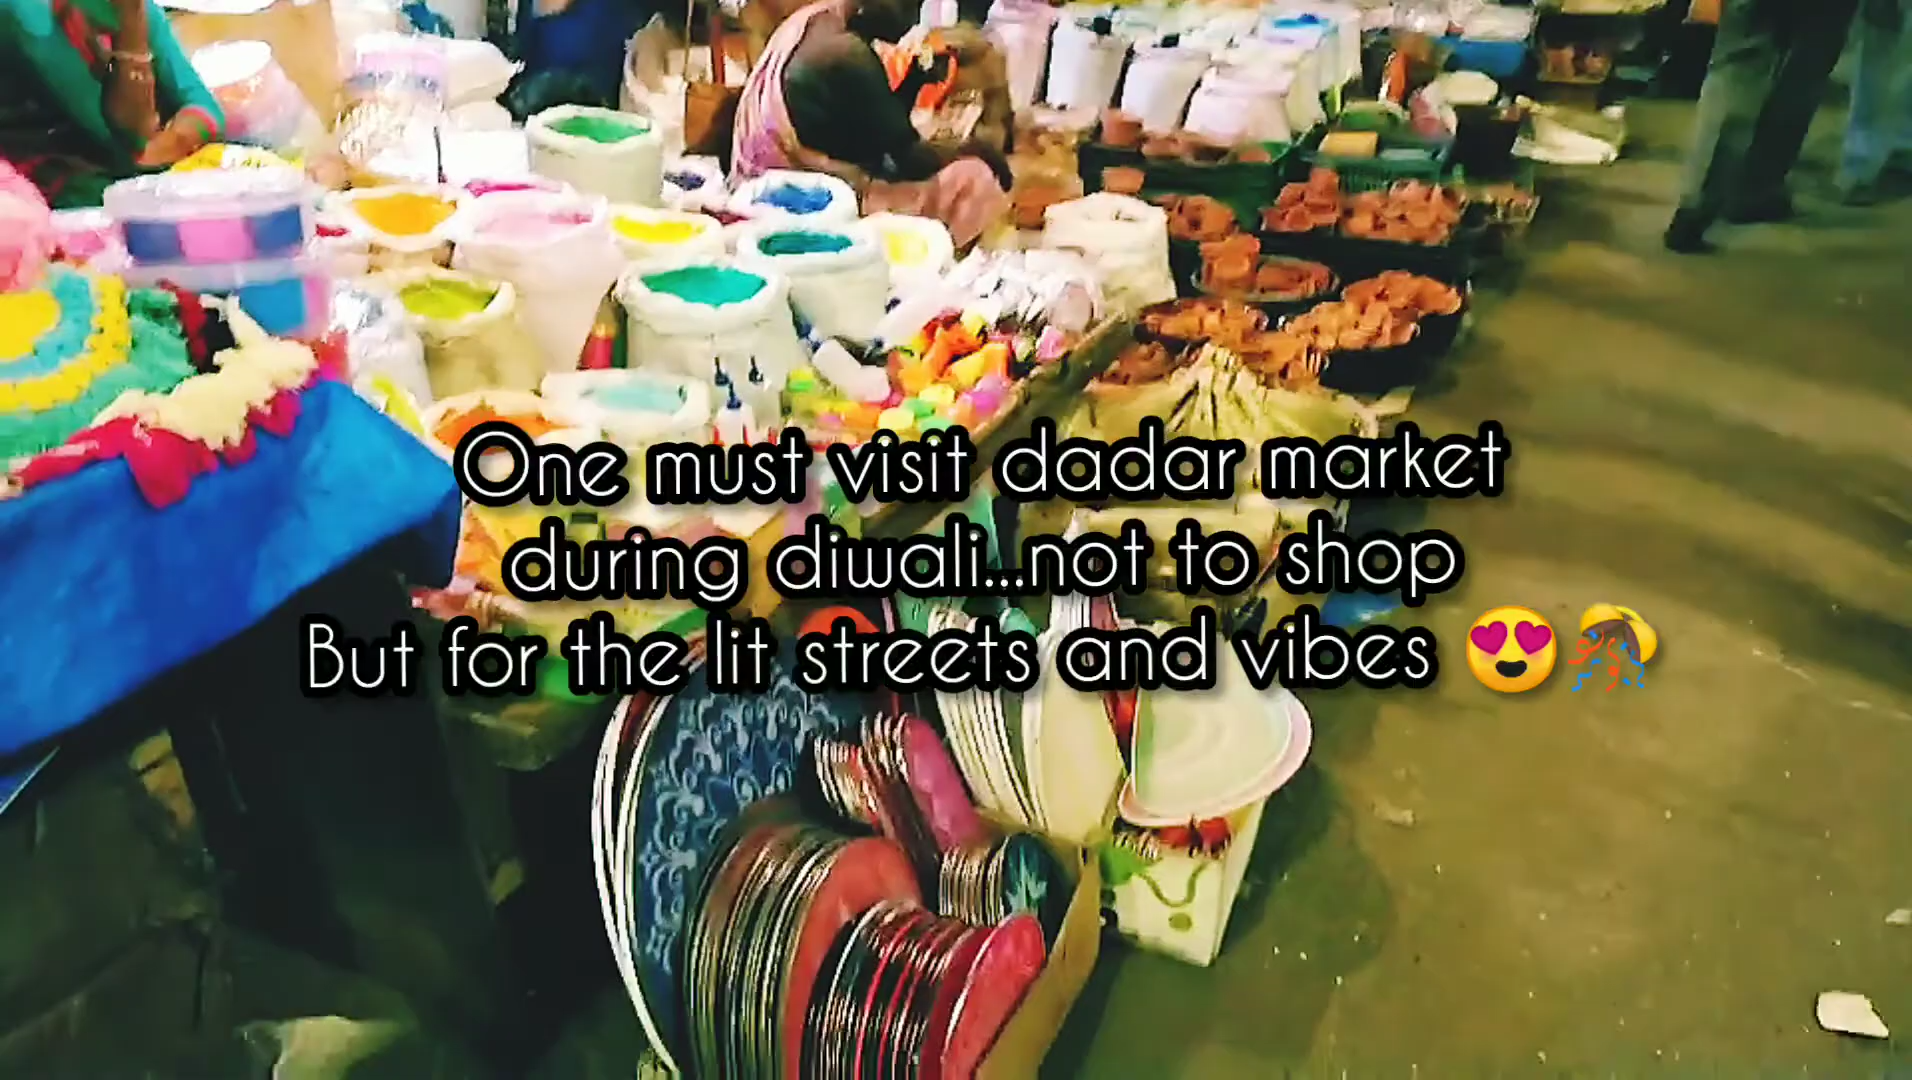 One must visit dadar market
during diwali...not to shop
But for the lit streets and vibes 😍🎊